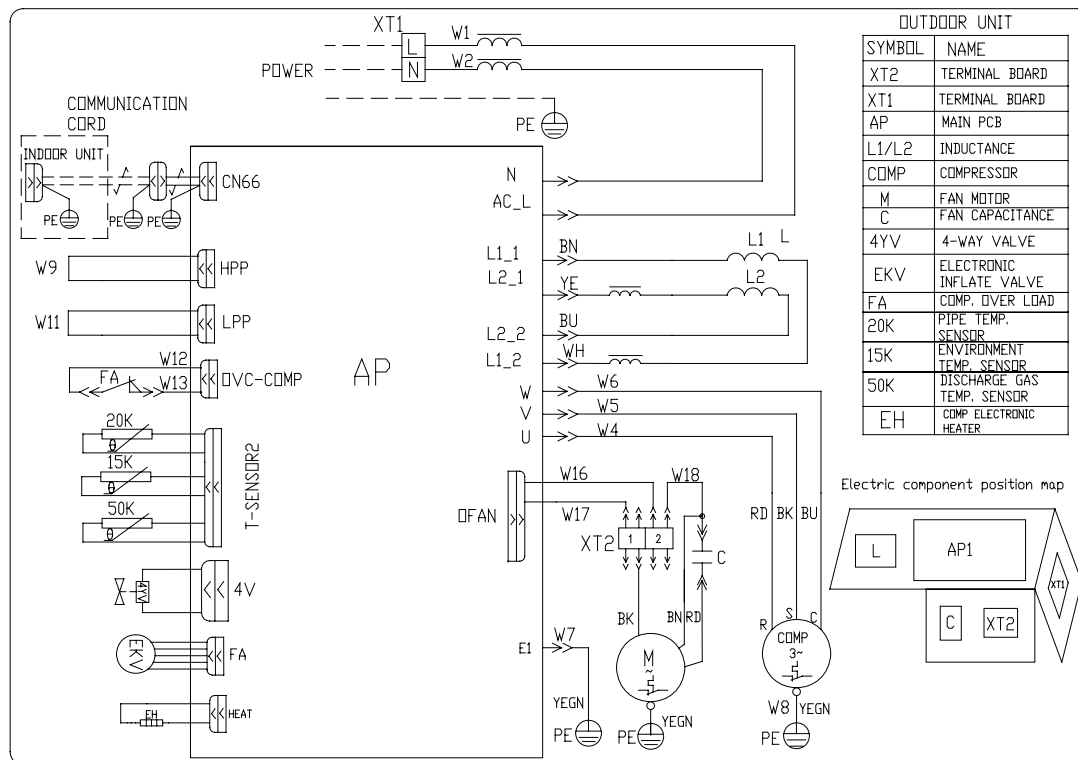 XT1
L
N
W1
W2
POWER
PE
COMMUNICATION
CORD
INDOOR UNIT
PE
PE
PE
CN66
W9
HPP
W11
LPP
W12
FA
W13
OVC-COMP
20K
θ
15K
θ
50K
θ
T-SENSOR2
4YV
4V
EKV
FA
EH
HEAT
AP
N
AC_L
L1_1
BN
L1
L
L2_1
YE
L2
L2_2
BU
L1_2
WH
W
W6
V
W5
U
W4
OFAN
W16
W17
W18
XT2
1
2
C
BK
BN
RD
M
~
YEGN
PE
E1
W7
YEGN
PE
RD
BK
BU
R
S
C
COMP
3~
W8
YEGN
PE
OUTDOOR UNIT
SYMBOL NAME
XT2 TERMINAL BOARD
XT1 TERMINAL BOARD
AP MAIN PCB
L1/L2 INDUCTANCE
COMP COMPRESSOR
M FAN MOTOR
C FAN CAPACITANCE
4YV 4-WAY VALVE
EKV ELECTRONIC
INFLATE VALVE
FA COMP. OVER LOAD
20K PIPE TEMP.
SENSOR
15K ENVIRONMENT
TEMP. SENSOR
50K DISCHARGE GAS
TEMP. SENSOR
EH COMP ELECTRONIC
HEATER
Electric component position map
L
AP1
XT1
C
XT2